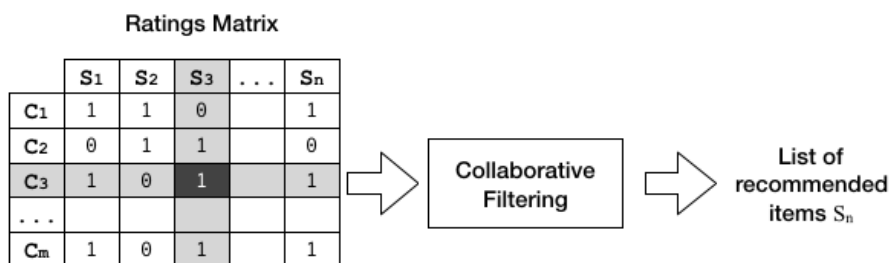 Ratings Matrix
S1 S2 S3 ... Sn
C1 1 1 0 1
C2 0 1 1 0
C3 1 0 1 1
...
Cm 1 0 1 1
Collaborative
Filtering
List of
recommended
items Sn